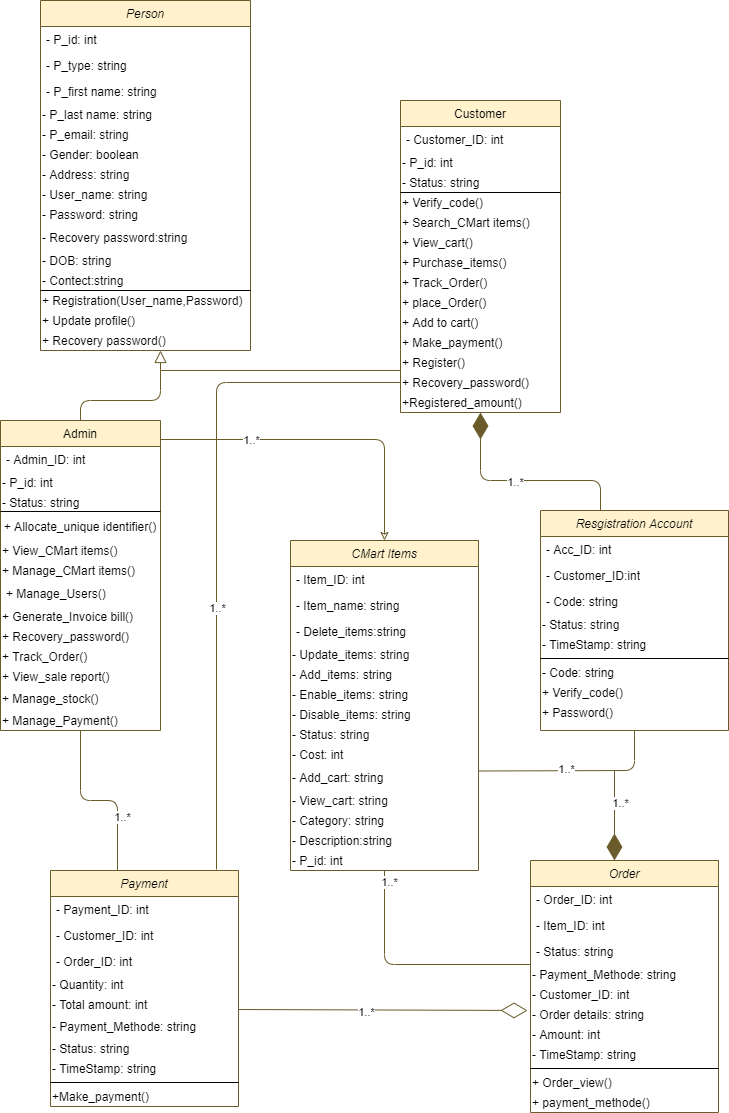 Person
- P_id: int
- P_type: string
- P_first name: string
- P_last name: string
- P_email: string
- Gender: boolean
- Address: string
- User_name: string
- Password: string
- Recovery password:string
- DOB: string
- Contect:string
+ Registration(User_name,Password)
+ Update profile()
+ Recovery password()
Customer
- Customer_ID: int
- P_id: int
- Status: string
+ Verify_code()
+ Search_CMart items()
+ View_cart()
+ Purchase_items()
+ Track_Order()
+ place_Order()
+ Add to cart()
+ Make_payment()
+ Register()
+ Recovery_password()
+Registered_amount()
Admin
- Admin_ID: int
- P_id: int
- Status: string
+ Allocate_unique identifier()
+ View_CMart items()
+ Manage_CMart items()
+ Manage_Users()
+ Generate_Invoice bill()
+ Recovery_password()
+ Track_Order()
+ View_sale report()
+ Manage_stock()
+ Manage_Payment()
1..*
1..*
1..*
CMart Items
- Item_ID: int
- Item_name: string
- Delete_items:string
- Update_items: string
- Add_items: string
- Enable_items: string
- Disable_items: string
- Status: string
- Cost: int
- Add_cart: string
- View_cart: string
- Category: string
- Description:string
- P_id: int
Resgistration Account
- Acc_ID: int
- Customer_ID:int
- Code: string
- Status: string
- TimeStamp: string
- Code: string
+ Verify_code()
+ Password()
1..*
1..*
1..*
1..*
Payment
- Payment_ID: int
- Customer_ID: int
- Order_ID: int
- Quantity: int
- Total amount: int
- Payment_Methode: string
- Status: string
- TimeStamp: string
+Make_payment()
1..*
Order
- Order_ID: int
- Item_ID: int
- Status: string
- Payment_Methode: string
- Customer_ID: int
- Order details: string
- Amount: int
- TimeStamp: string
+ Order_view()
+ payment_methode()